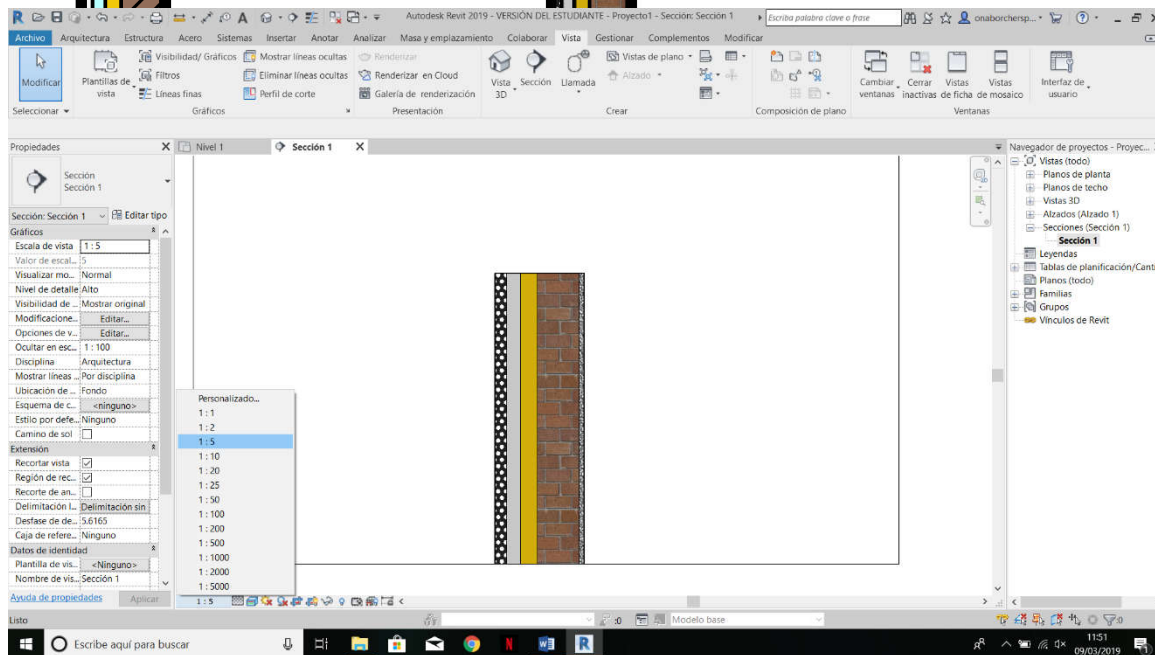 Autodesk Revit 2019 - VERSIÓN DEL ESTUDIANTE - Proyecto1 - Sección: Sección 1
Escriba palabra clave o frase
onaborchersp...
Archivo Arquitectura Estructura Acero Sistemas Insertar Anotar Analizar Masa y emplazamiento Colaborar Vista Gestionar Complementos Modificar
Modificar
Plantillas de vista
Visibilidad/ Gráficos
Filtros
Líneas finas
Mostrar líneas ocultas
Eliminar líneas ocultas
Perfil de corte
Renderizar
Renderizar en Cloud
Galería de renderización
Vista 3D
Sección
Llamada
Vistas de plano
Alzado
Cambiar ventanas
Cerrar inactivas
Vistas de ficha
Vistas de mosaico
Interfaz de usuario
Seleccionar Gráficos Presentación Crear Composición de plano Ventanas
Propiedades
Nivel 1
Sección 1
Navegador de proyectos - Proyec...
Sección
Sección 1
Sección: Sección 1 Editar tipo
Gráficos
Escala de vista 1 : 5
Valor de escal... 5
Visualizar mo... Normal
Nivel de detalle Alto
Visibilidad de ... Mostrar original
Modificacione... Editar...
Opciones de v... Editar...
Ocultar en esc... 1 : 100
Disciplina Arquitectura
Mostrar líneas ... Por disciplina
Ubicación de ... Fondo
Esquema de c... <ninguno>
Estilo por defe... Ninguno
Camino de sol
Extensión
Recortar vista
Región de rec...
Recorte de an...
Delimitación l... Delimitación sin
Desfase de de... 5.6165
Caja de refere... Ninguno
Datos de identidad
Plantilla de vis... <Ninguno>
Nombre de vis... Sección 1
Ayuda de propiedades Aplicar
Personalizado...
1 : 1
1 : 2
1 : 5
1 : 10
1 : 20
1 : 25
1 : 50
1 : 100
1 : 200
1 : 500
1 : 1000
1 : 2000
1 : 5000
1 : 5
Vistas (todo)
Planos de planta
Planos de techo
Vistas 3D
Alzados (Alzado 1)
Secciones (Sección 1)
Sección 1
Leyendas
Tablas de planificación/Canti
Planos (todo)
Familias
Grupos
Vínculos de Revit
Listo
:0
Modelo base
:0
Escribe aquí para buscar
11:51
09/03/2019